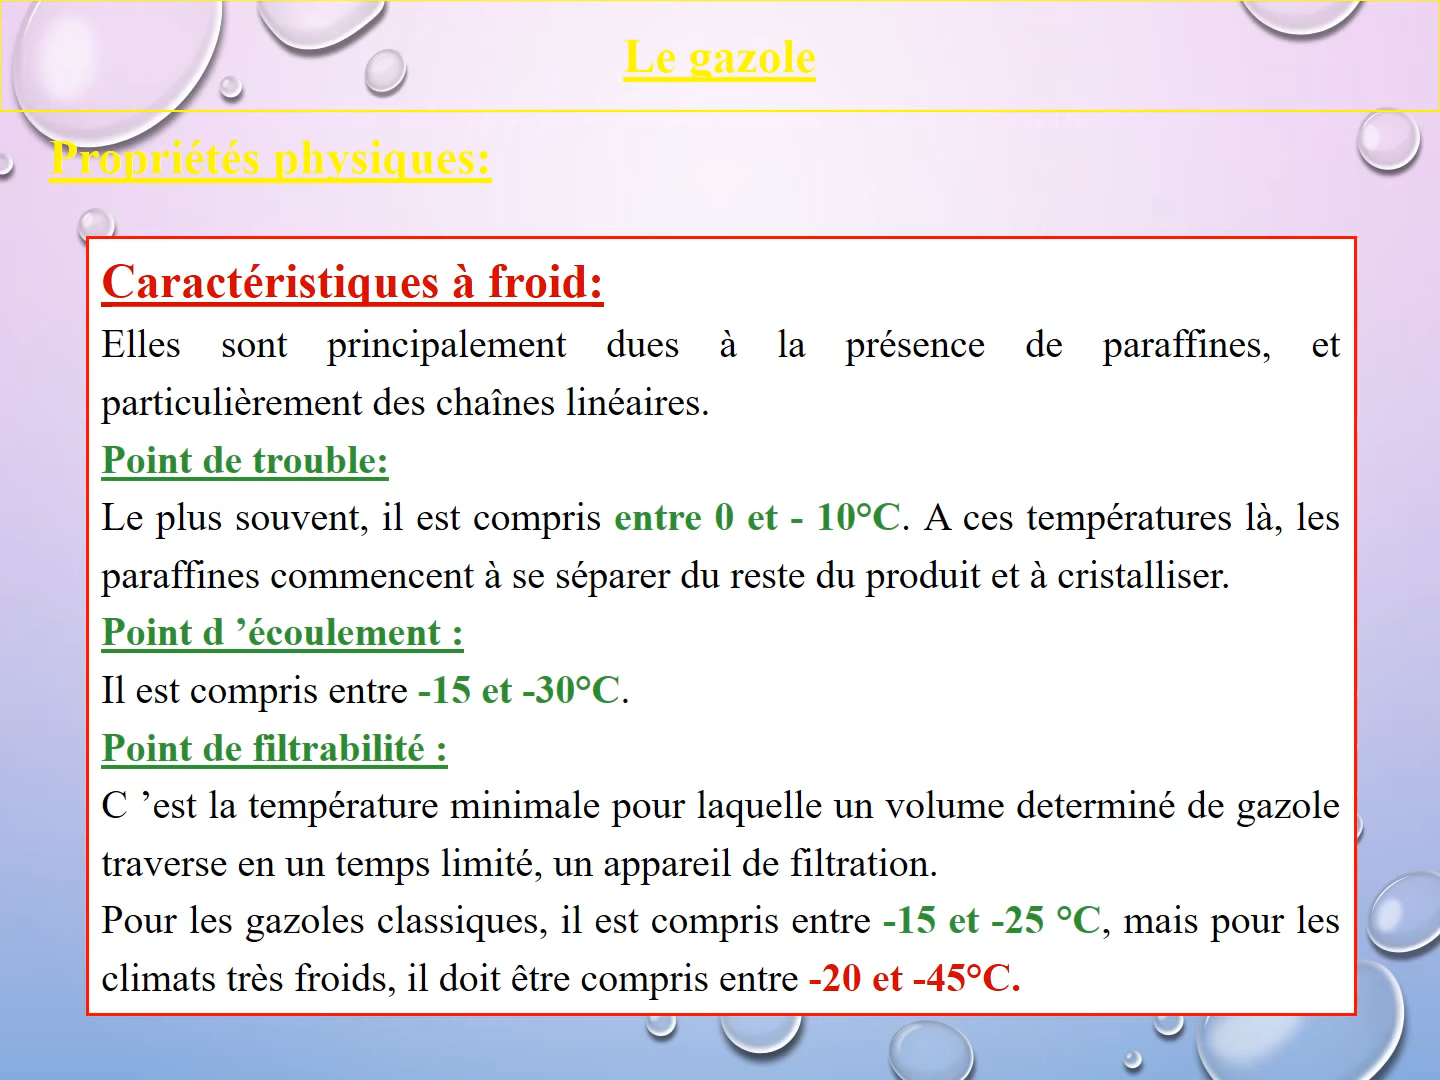 Le gazole
Propriétés physiques:
Caractéristiques à froid:
Elles sont principalement dues à la présence de paraffines, et
particulièrement des chaînes linéaires.
Point de trouble:
Le plus souvent, il est compris entre 0 et - 10°C. A ces températures là, les
paraffines commencent à se séparer du reste du produit et à cristalliser.
Point d ’écoulement :
Il est compris entre -15 et -30°C.
Point de filtrabilité :
C ’est la température minimale pour laquelle un volume determiné de gazole
traverse en un temps limité, un appareil de filtration.
Pour les gazoles classiques, il est compris entre -15 et -25 °C, mais pour les
climats très froids, il doit être compris entre -20 et -45°C.